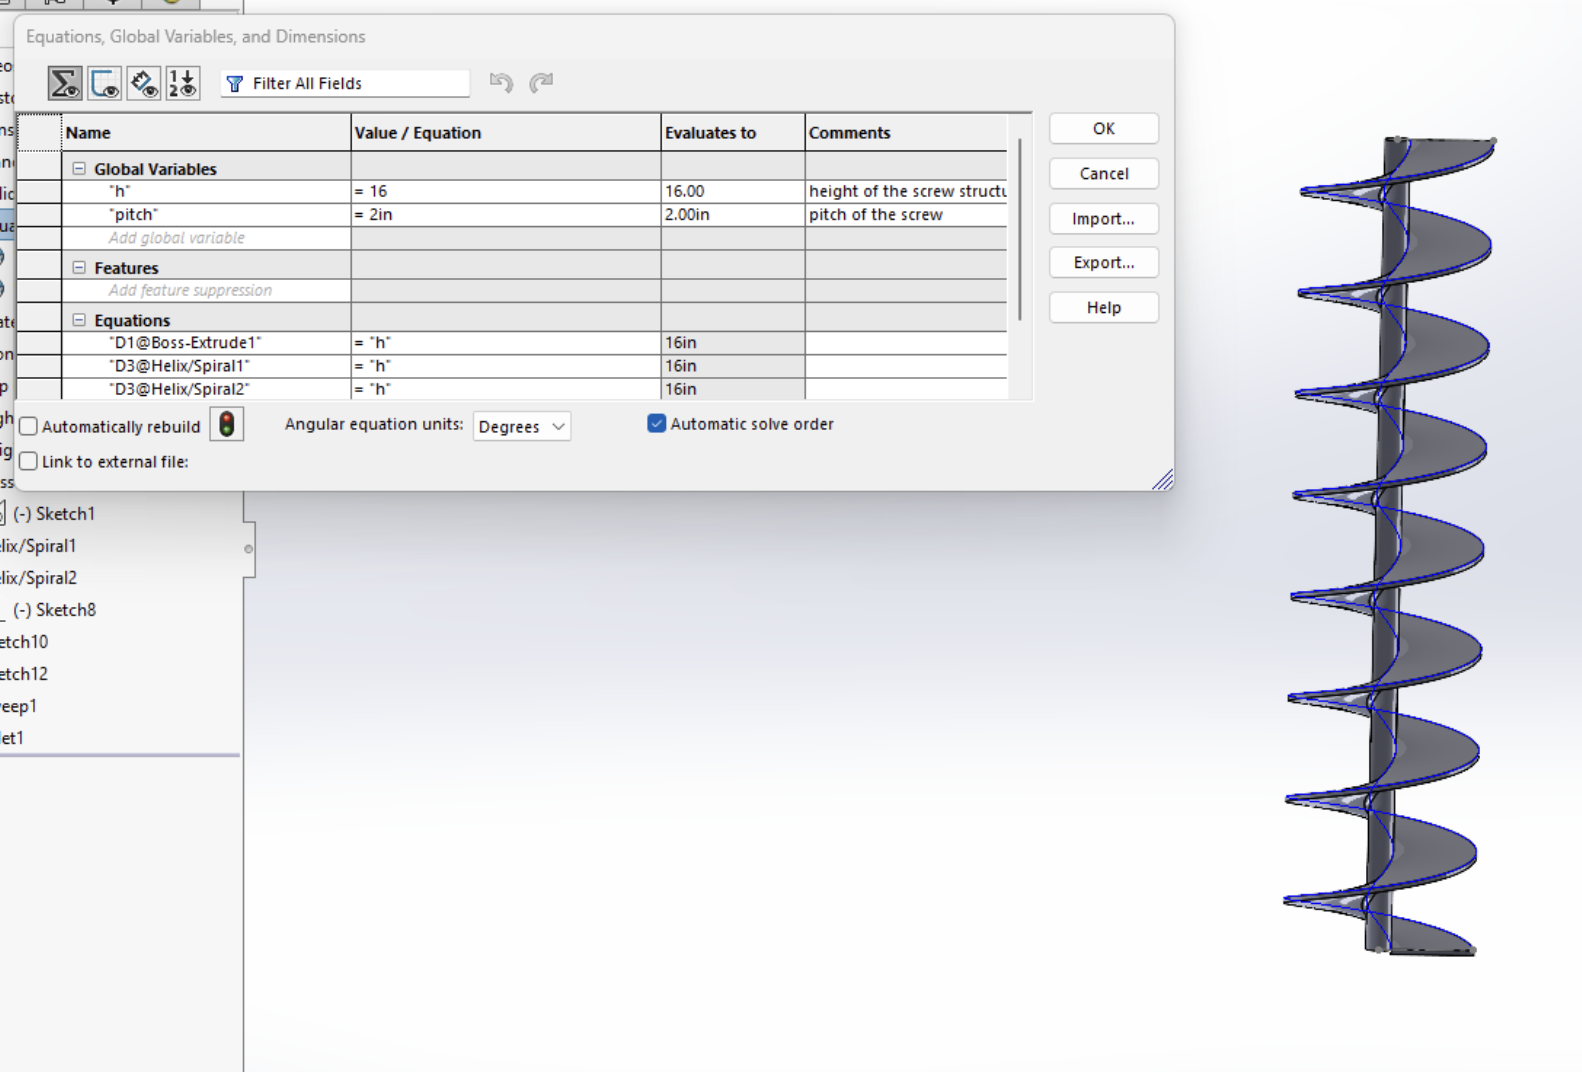 Equations, Global Variables, and Dimensions
Filter All Fields
Name Value / Equation Evaluates to Comments
Global Variables
"h" = 16 16.00 height of the screw structu
"pitch" = 2in 2.00in pitch of the screw
Add global variable
Features
Add feature suppression
Equations
"D1@Boss-Extrude1" = "h" 16in
"D3@Helix/Spiral1" = "h" 16in
"D3@Helix/Spiral2" = "h" 16in
OK
Cancel
Import...
Export...
Help
Automatically rebuild Angular equation units: Degrees Automatic solve order
Link to external file:
(-) Sketch1
lix/Spiral1
lix/Spiral2
(-) Sketch8
etch10
etch12
eep1
let1